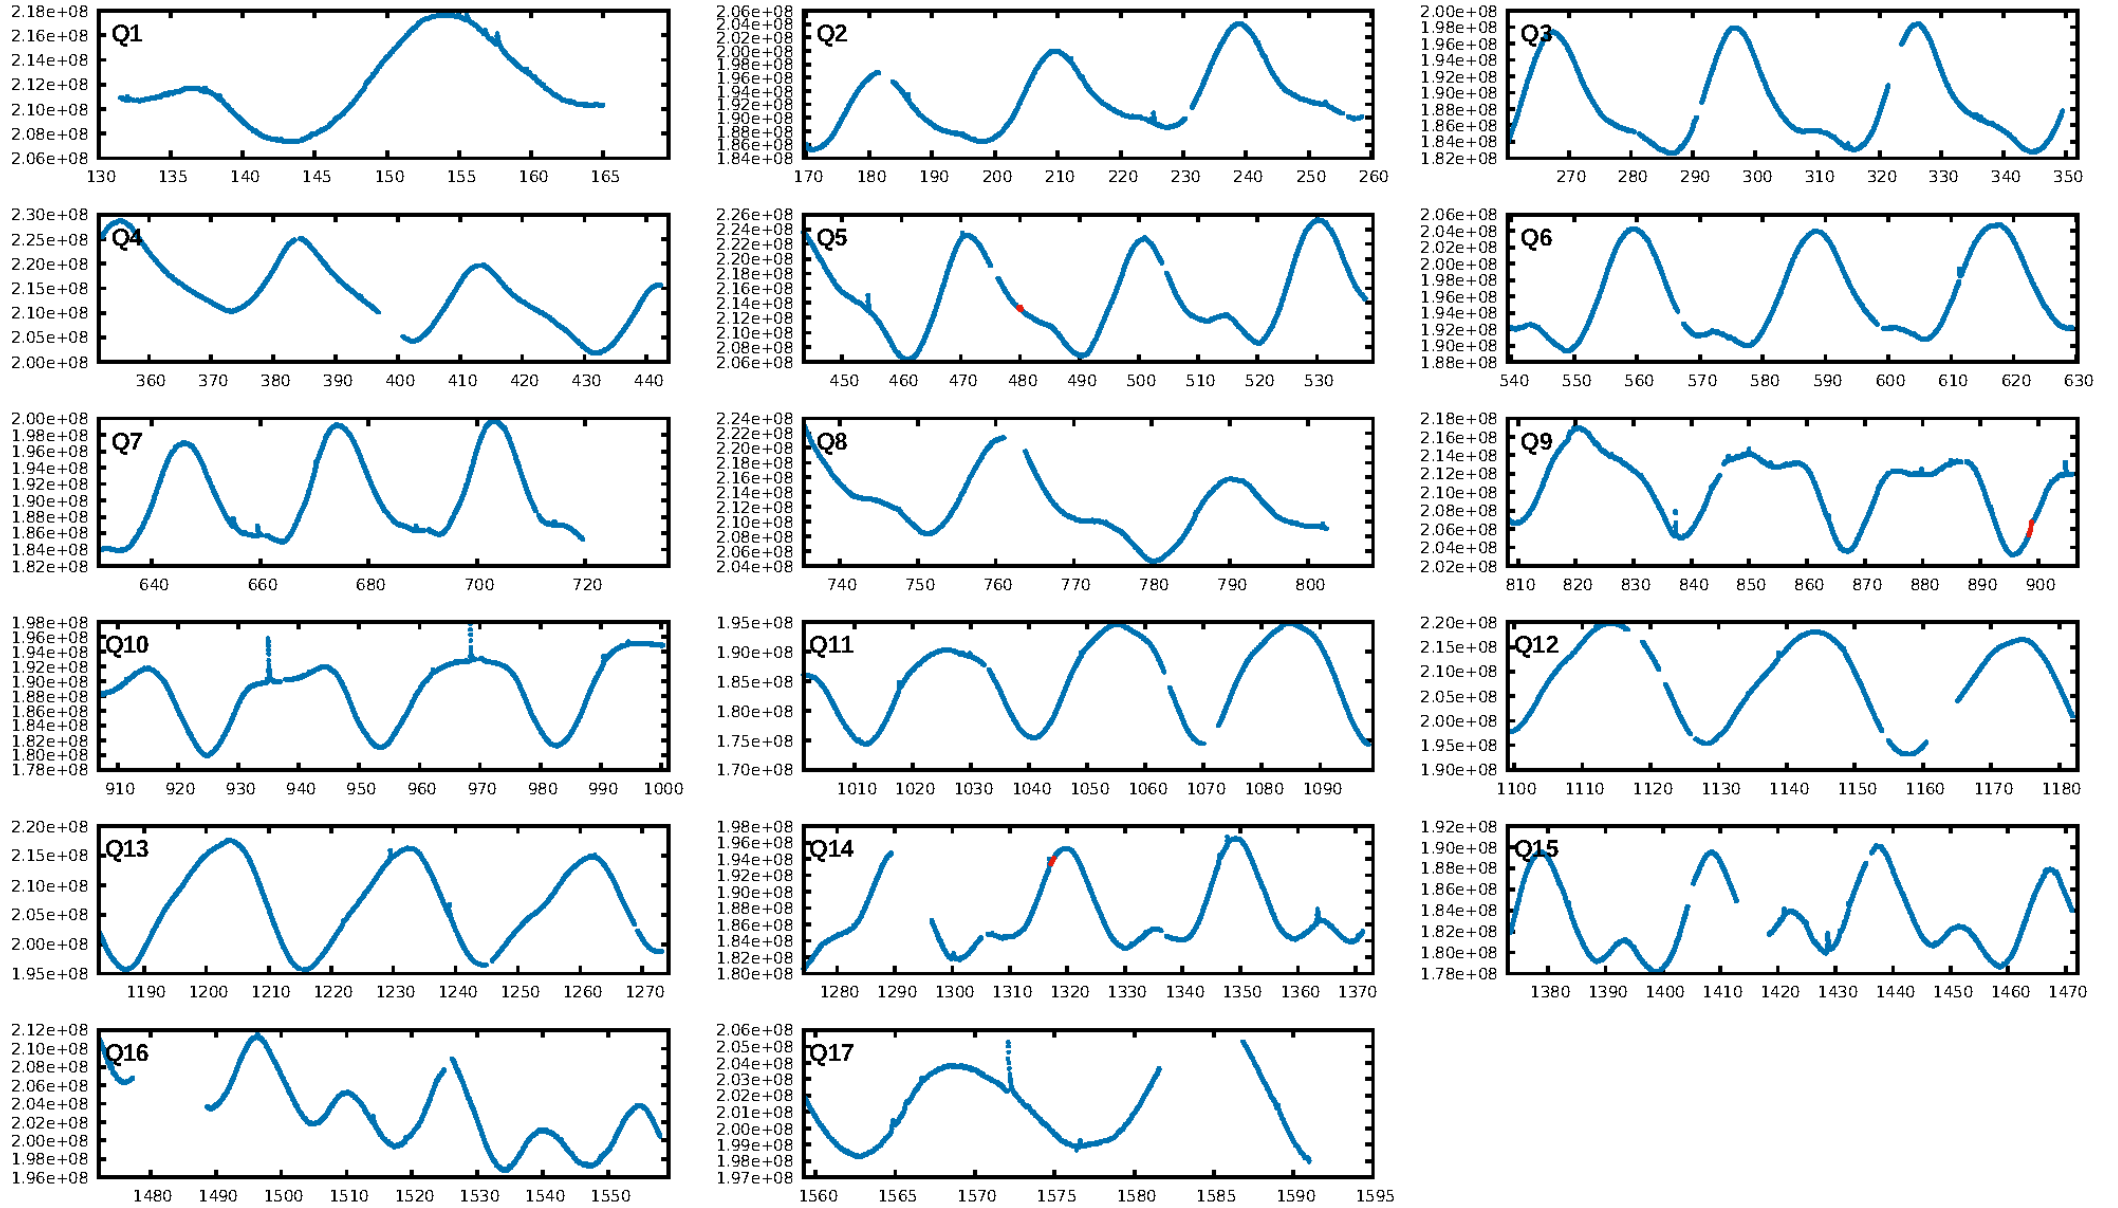 2.18e+08
2.16e+08
2.14e+08
2.12e+08
2.10e+08
2.08e+08
2.06e+08
Q1
130 135 140 145 150 155 160 165
2.06e+08
2.04e+08
2.02e+08
2.00e+08
1.98e+08
1.96e+08
1.94e+08
1.92e+08
1.90e+08
1.88e+08
1.86e+08
1.84e+08
Q2
170 180 190 200 210 220 230 240 250 260
2.00e+08
1.98e+08
1.96e+08
1.94e+08
1.92e+08
1.90e+08
1.88e+08
1.86e+08
1.84e+08
1.82e+08
Q3
270 280 290 300 310 320 330 340 350
2.30e+08
2.25e+08
2.20e+08
2.15e+08
2.10e+08
2.05e+08
2.00e+08
Q4
360 370 380 390 400 410 420 430 440
2.26e+08
2.24e+08
2.22e+08
2.20e+08
2.18e+08
2.16e+08
2.14e+08
2.12e+08
2.10e+08
2.08e+08
2.06e+08
Q5
450 460 470 480 490 500 510 520 530
2.06e+08
2.04e+08
2.02e+08
2.00e+08
1.98e+08
1.96e+08
1.94e+08
1.92e+08
1.90e+08
1.88e+08
Q6
540 550 560 570 580 590 600 610 620 630
2.00e+08
1.98e+08
1.96e+08
1.94e+08
1.92e+08
1.90e+08
1.88e+08
1.86e+08
1.84e+08
1.82e+08
Q7
640 660 680 700 720
2.24e+08
2.22e+08
2.20e+08
2.18e+08
2.16e+08
2.14e+08
2.12e+08
2.10e+08
2.08e+08
2.06e+08
2.04e+08
Q8
740 750 760 770 780 790 800
2.18e+08
2.16e+08
2.14e+08
2.12e+08
2.10e+08
2.08e+08
2.06e+08
2.04e+08
2.02e+08
Q9
810 820 830 840 850 860 870 880 890 900
1.98e+08
1.96e+08
1.94e+08
1.92e+08
1.90e+08
1.88e+08
1.86e+08
1.84e+08
1.82e+08
1.80e+08
1.78e+08
Q10
910 920 930 940 950 960 970 980 990 1000
1.95e+08
1.90e+08
1.85e+08
1.80e+08
1.75e+08
1.70e+08
Q11
1010 1020 1030 1040 1050 1060 1070 1080 1090
2.20e+08
2.15e+08
2.10e+08
2.05e+08
2.00e+08
1.95e+08
1.90e+08
Q12
1100 1110 1120 1130 1140 1150 1160 1170 1180
2.20e+08
2.15e+08
2.10e+08
2.05e+08
2.00e+08
1.95e+08
Q13
1190 1200 1210 1220 1230 1240 1250 1260 1270
1.98e+08
1.96e+08
1.94e+08
1.92e+08
1.90e+08
1.88e+08
1.86e+08
1.84e+08
1.82e+08
1.80e+08
Q14
1280 1290 1300 1310 1320 1330 1340 1350 1360 1370
1.92e+08
1.90e+08
1.88e+08
1.86e+08
1.84e+08
1.82e+08
1.80e+08
1.78e+08
Q15
1380 1390 1400 1410 1420 1430 1440 1450 1460 1470
2.12e+08
2.10e+08
2.08e+08
2.06e+08
2.04e+08
2.02e+08
2.00e+08
1.98e+08
1.96e+08
Q16
1480 1490 1500 1510 1520 1530 1540 1550
2.06e+08
2.05e+08
2.04e+08
2.03e+08
2.02e+08
2.01e+08
2.00e+08
1.99e+08
1.98e+08
1.97e+08
Q17
1560 1565 1570 1575 1580 1585 1590 1595